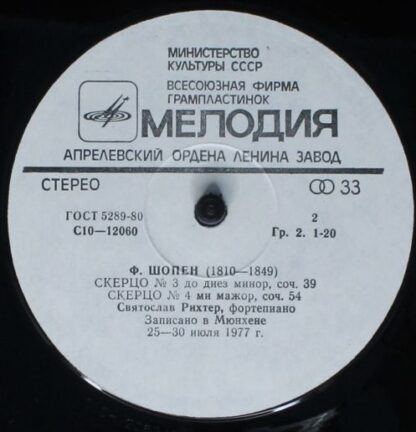 МИНИСТЕРСТВО
КУЛЬТУРЫ СССР
ВСЕСОЮЗНАЯ ФИРМА
ГРАМПЛАСТИНОК
МЕЛОДИЯ
АПРЕЛЕВСКИЙ ОРДЕНА ЛЕНИНА ЗАВОД
СТЕРЕО 33
ГОСТ 5289-80 2
С10—12060 Гр. 2. 1-20
Ф. ШОПЕН (1810—1849)
СКЕРЦО № 3 до диез минор, соч. 39
СКЕРЦО № 4 ми мажор, соч. 54
Святослав Рихтер, фортепиано
Записано в Мюнхене
25—30 июля 1977 г.